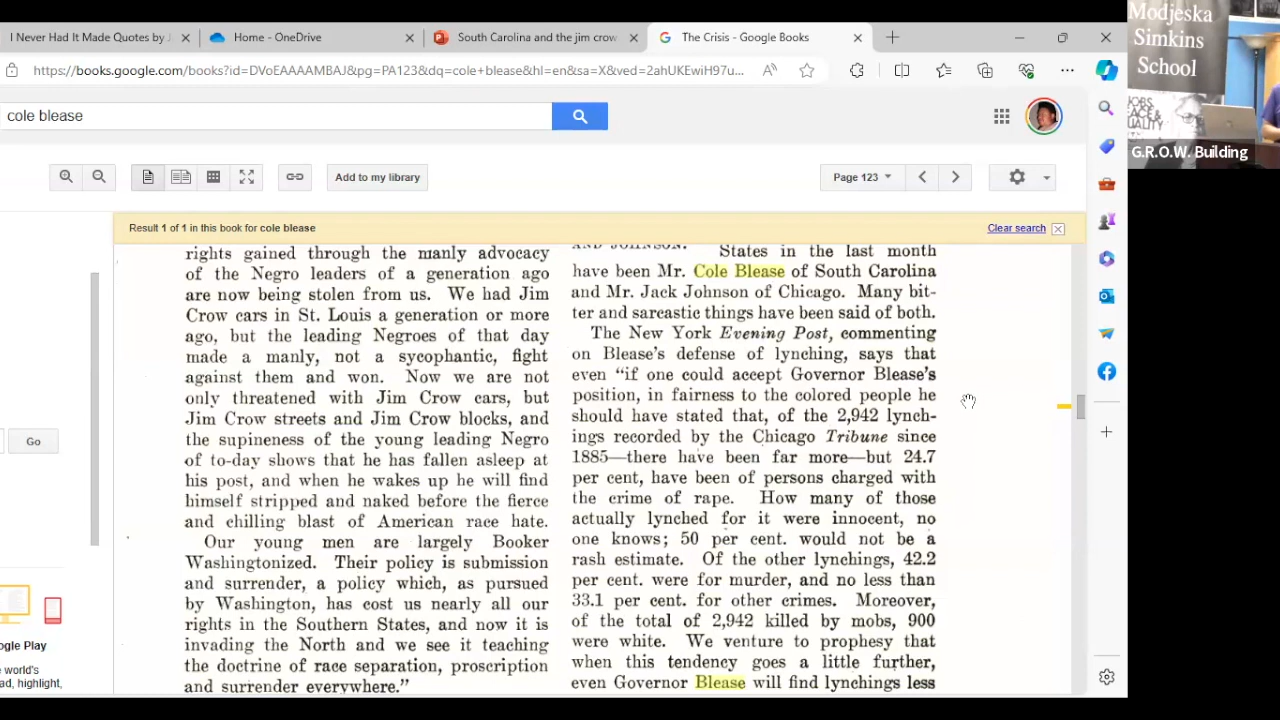 I Never Had It Made Quotes by J
Home - OneDrive
South Carolina and the jim crow
The Crisis - Google Books
https://books.google.com/books?id=DVoEAAAAMBAJ&pg=PA123&dq=cole+blease&hl=en&sa=X&ved=2ahUKEwiH97u...
cole blease
Add to my library
Page 123
Result 1 of 1 in this book for cole blease
Clear search
rights gained through the manly advocacy
of the Negro leaders of a generation ago
are now being stolen from us. We had Jim
Crow cars in St. Louis a generation or more
ago, but the leading Negroes of that day
made a manly, not a sycophantic, fight
against them and won. Now we are not
only threatened with Jim Crow cars, but
Jim Crow streets and Jim Crow blocks, and
the supineness of the young leading Negro
of to-day shows that he has fallen asleep at
his post, and when he wakes up he will find
himself stripped and naked before the fierce
and chilling blast of American race hate.
Our young men are largely Booker
Washingtonized. Their policy is submission
and surrender, a policy which, as pursued
by Washington, has cost us nearly all our
rights in the Southern States, and now it is
invading the North and we see it teaching
the doctrine of race separation, proscription
and surrender everywhere."
AND JOHNSON. States in the last month
have been Mr. Cole Blease of South Carolina
and Mr. Jack Johnson of Chicago. Many bit-
ter and sarcastic things have been said of both.
The New York Evening Post, commenting
on Blease's defense of lynching, says that
even "if one could accept Governor Blease's
position, in fairness to the colored people he
should have stated that, of the 2,942 lynch-
ings recorded by the Chicago Tribune since
1885—there have been far more—but 24.7
per cent, have been of persons charged with
the crime of rape. How many of those
actually lynched for it were innocent, no
one knows; 50 per cent. would not be a
rash estimate. Of the other lynchings, 42.2
per cent. were for murder, and no less than
33.1 per cent. for other crimes. Moreover,
of the total of 2,942 killed by mobs, 900
were white. We venture to prophesy that
when this tendency goes a little further,
even Governor Blease will find lynchings less
Go
ogle Play
e world's
ad, highlight,
Modjeska
Simkins
School
JOBS,
G.R.O.W. Building